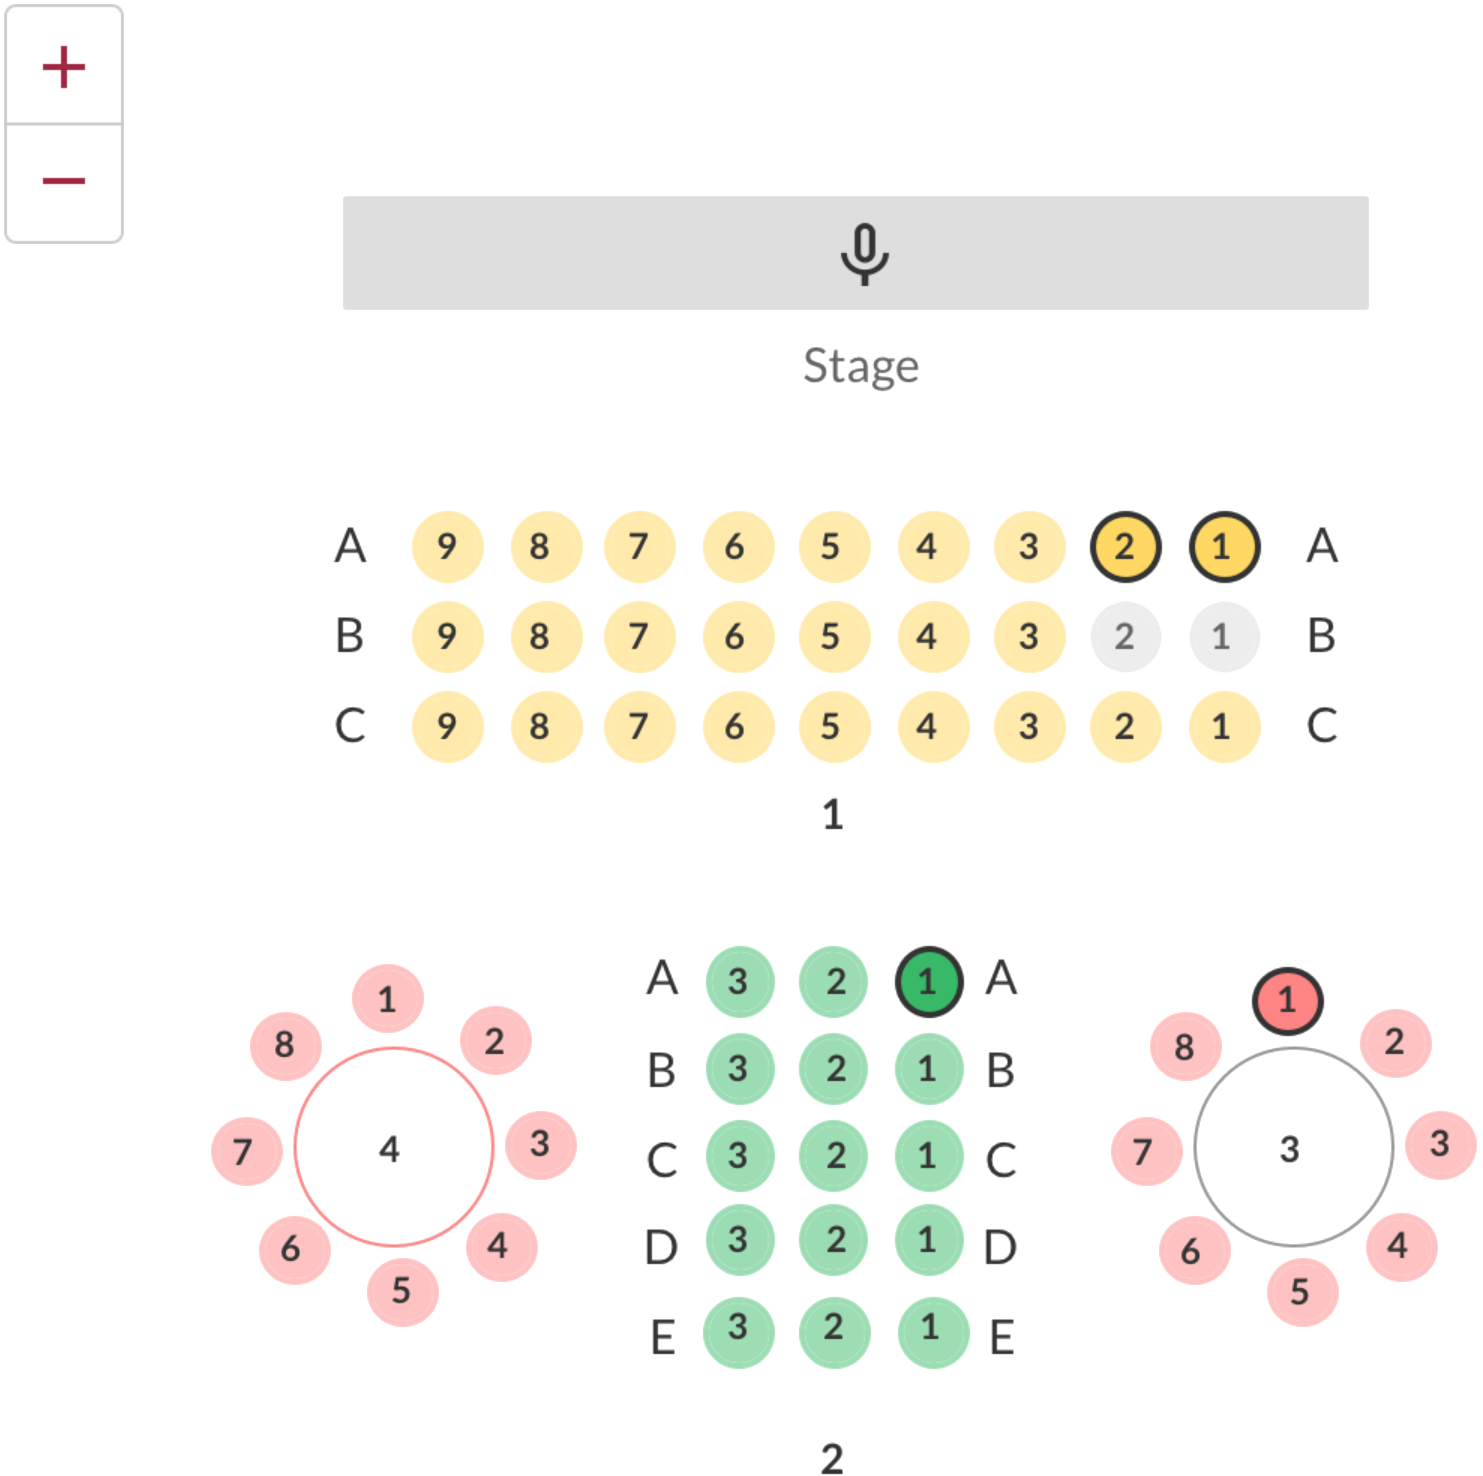 +
−
Stage
A 9 8 7 6 5 4 3 2 1 A
B 9 8 7 6 5 4 3 2 1 B
C 9 8 7 6 5 4 3 2 1 C
1
1
8 2
7 4 3
6 4
5
A 3 2 1 A
B 3 2 1 B
C 3 2 1 C
D 3 2 1 D
E 3 2 1 E
2
1
8 2
7 3 3
6 4
5